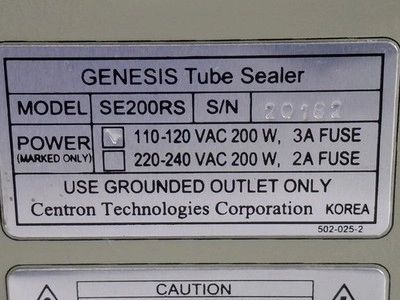 GENESIS Tube Sealer
MODEL SE200RS S/N 20182
POWER 110-120 VAC 200 W, 3A FUSE
(MARKED ONLY) 220-240 VAC 200 W, 2A FUSE
USE GROUNDED OUTLET ONLY
Centron Technologies Corporation KOREA
502-025-2
CAUTION